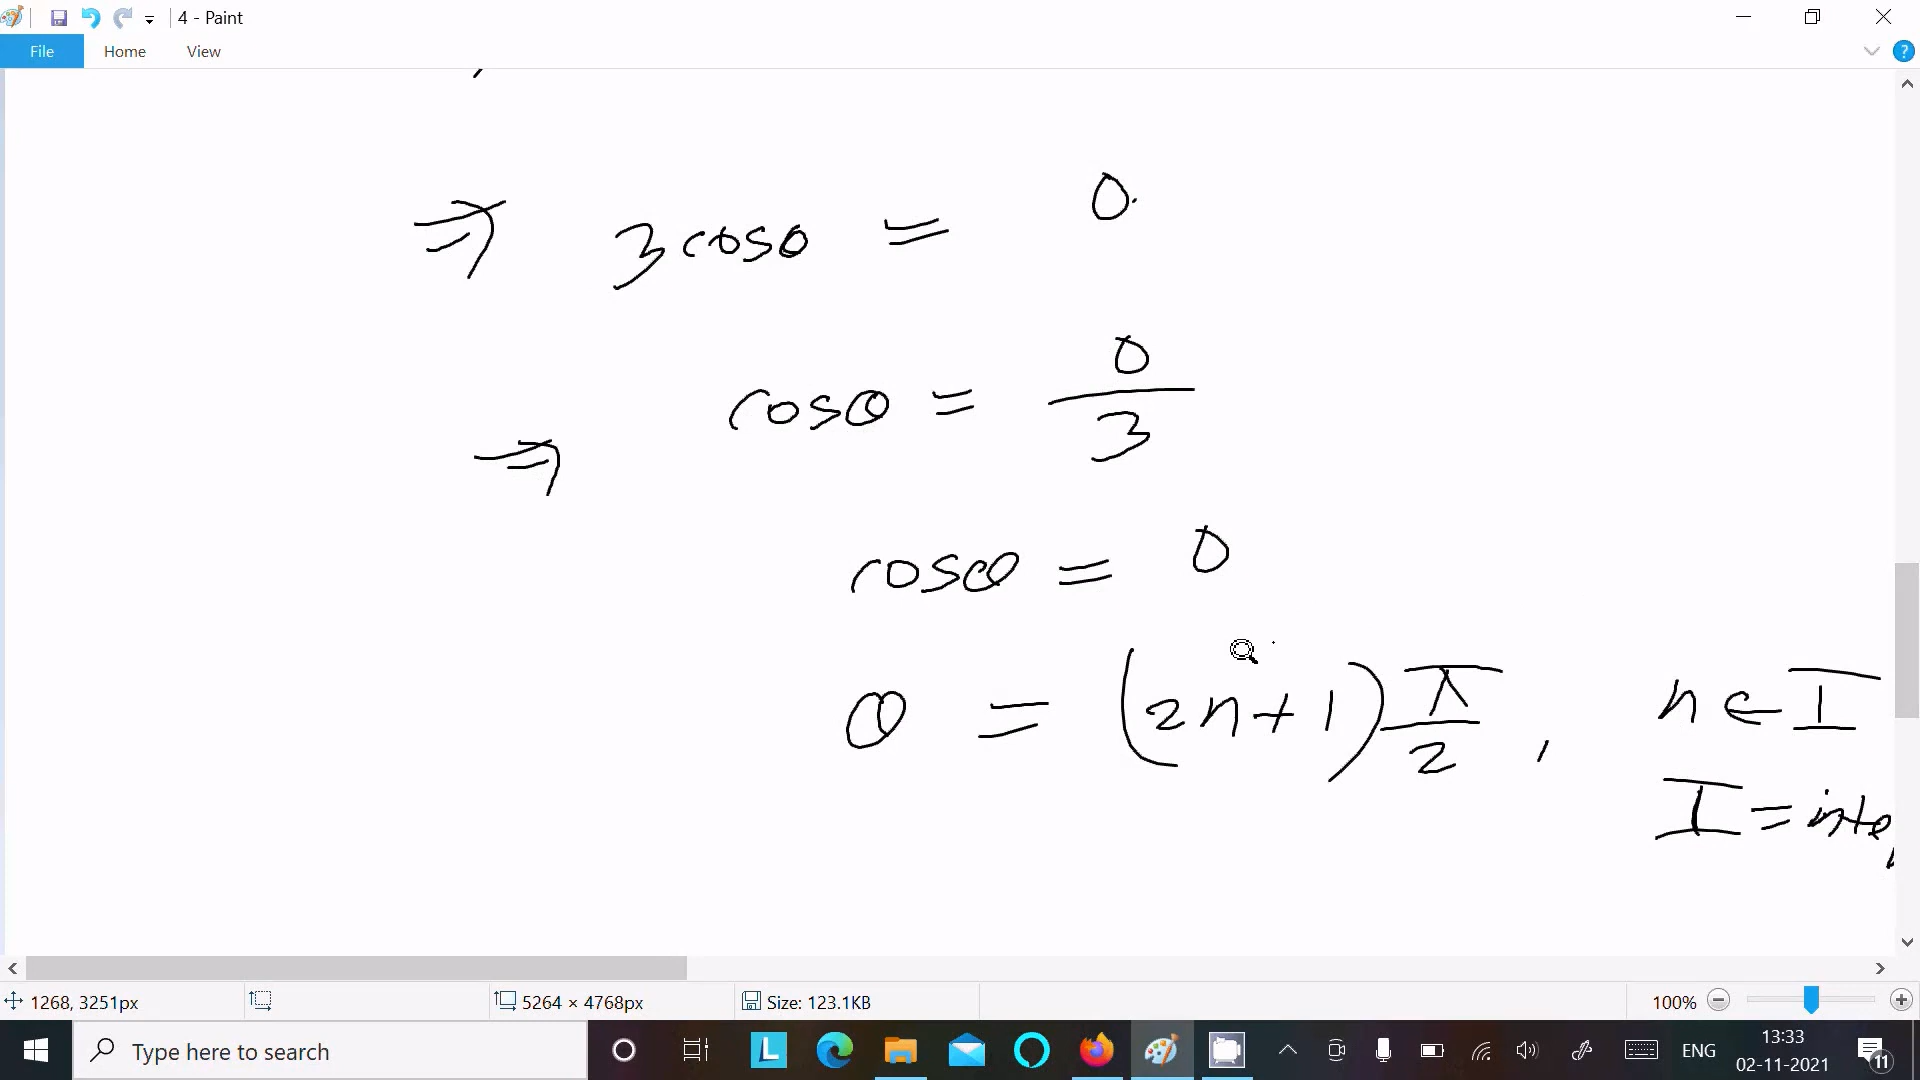 4 - Paint
File Home View
⇒ 3cosθ = 0.
cosθ = 0/3
⇒
cosθ = 0
θ = (2n+1)π/2, n ∈ I
I = inte
1268, 3251px 5264 × 4768px Size: 123.1KB 100%
Type here to search L ENG 13:33
02-11-2021 11